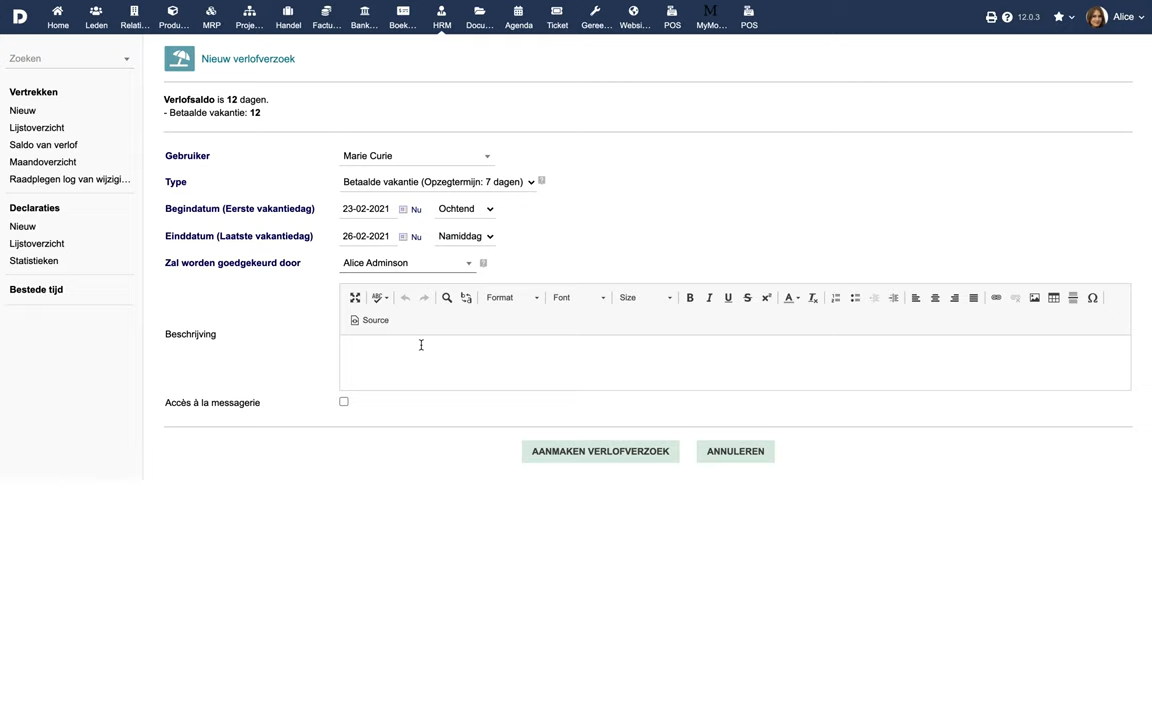 D
Home
Leden
Relati...
Produ...
MRP
Proje...
Handel
Factu...
Bank...
Boek...
HRM
Docu...
Agenda
Ticket
Geree...
Websi...
POS
M
MyMo...
POS
12.0.3
Alice
Zoeken
Nieuw verlofverzoek
Vertrekken
Nieuw
Lijstoverzicht
Saldo van verlof
Maandoverzicht
Raadplegen log van wijzigi...
Declaraties
Nieuw
Lijstoverzicht
Statistieken
Bestede tijd
Verlofsaldo is 12 dagen.
- Betaalde vakantie: 12
Gebruiker Marie Curie
Type Betaalde vakantie (Opzegtermijn: 7 dagen)
Begindatum (Eerste vakantiedag) 23-02-2021 Nu Ochtend
Einddatum (Laatste vakantiedag) 26-02-2021 Nu Namiddag
Zal worden goedgekeurd door Alice Adminson
Format Font Size B I U S x² A Tx Ω
Source
Beschrijving
Accès à la messagerie
AANMAKEN VERLOFVERZOEK ANNULEREN